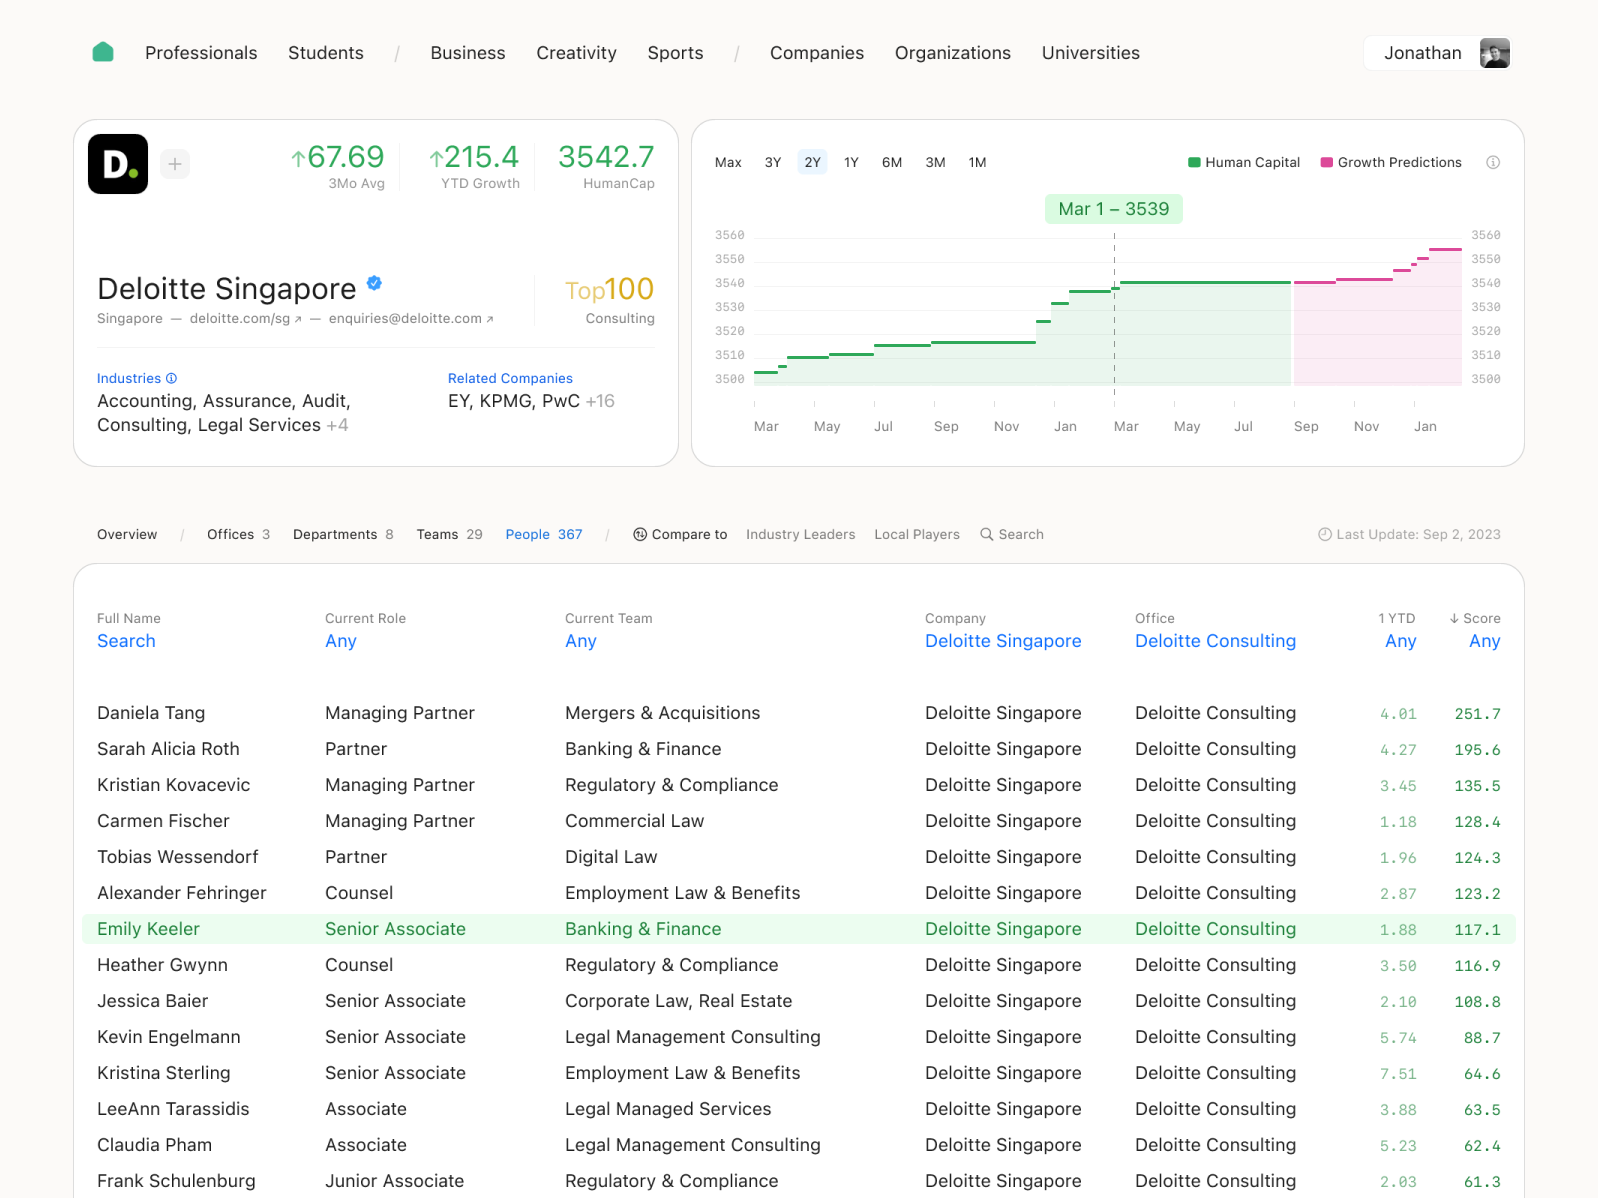 Professionals Students / Business Creativity Sports / Companies Organizations Universities Jonathan
D. + ↑67.69 ↑215.4 3542.7
3Mo Avg YTD Growth HumanCap
Deloitte Singapore Top100
Singapore — deloitte.com/sg ↗ — enquiries@deloitte.com ↗ Consulting
Industries Related Companies
Accounting, Assurance, Audit, EY, KPMG, PwC +16
Consulting, Legal Services +4
Max 3Y 2Y 1Y 6M 3M 1M Human Capital Growth Predictions
Mar 1 – 3539
3560 3560
3550 3550
3540 3540
3530 3530
3520 3520
3510 3510
3500 3500
Mar May Jul Sep Nov Jan Mar May Jul Sep Nov Jan
Overview / Offices 3 Departments 8 Teams 29 People 367 / Compare to Industry Leaders Local Players Search Last Update: Sep 2, 2023
Full Name Current Role Current Team Company Office 1 YTD ↓ Score
Search Any Any Deloitte Singapore Deloitte Consulting Any Any
Daniela Tang Managing Partner Mergers & Acquisitions Deloitte Singapore Deloitte Consulting 4.01 251.7
Sarah Alicia Roth Partner Banking & Finance Deloitte Singapore Deloitte Consulting 4.27 195.6
Kristian Kovacevic Managing Partner Regulatory & Compliance Deloitte Singapore Deloitte Consulting 3.45 135.5
Carmen Fischer Managing Partner Commercial Law Deloitte Singapore Deloitte Consulting 1.18 128.4
Tobias Wessendorf Partner Digital Law Deloitte Singapore Deloitte Consulting 1.96 124.3
Alexander Fehringer Counsel Employment Law & Benefits Deloitte Singapore Deloitte Consulting 2.87 123.2
Emily Keeler Senior Associate Banking & Finance Deloitte Singapore Deloitte Consulting 1.88 117.1
Heather Gwynn Counsel Regulatory & Compliance Deloitte Singapore Deloitte Consulting 3.50 116.9
Jessica Baier Senior Associate Corporate Law, Real Estate Deloitte Singapore Deloitte Consulting 2.10 108.8
Kevin Engelmann Senior Associate Legal Management Consulting Deloitte Singapore Deloitte Consulting 5.74 88.7
Kristina Sterling Senior Associate Employment Law & Benefits Deloitte Singapore Deloitte Consulting 7.51 64.6
LeeAnn Tarassidis Associate Legal Managed Services Deloitte Singapore Deloitte Consulting 3.88 63.5
Claudia Pham Associate Legal Management Consulting Deloitte Singapore Deloitte Consulting 5.23 62.4
Frank Schulenburg Junior Associate Regulatory & Compliance Deloitte Singapore Deloitte Consulting 2.03 61.3